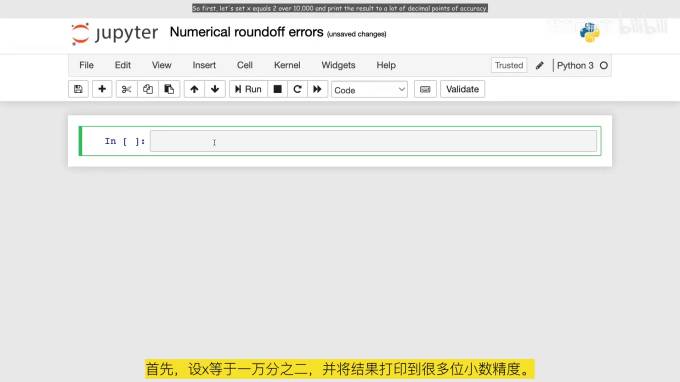 So first, let's set x equals 2 over 10,000 and print the result to a lot of decimal points of accuracy.
jupyter Numerical roundoff errors (unsaved changes)
bilibili
File Edit View Insert Cell Kernel Widgets Help Trusted Python 3
Run Code Validate
In [ ]:
首先，设x等于一万分之二，并将结果打印到很多位小数精度。